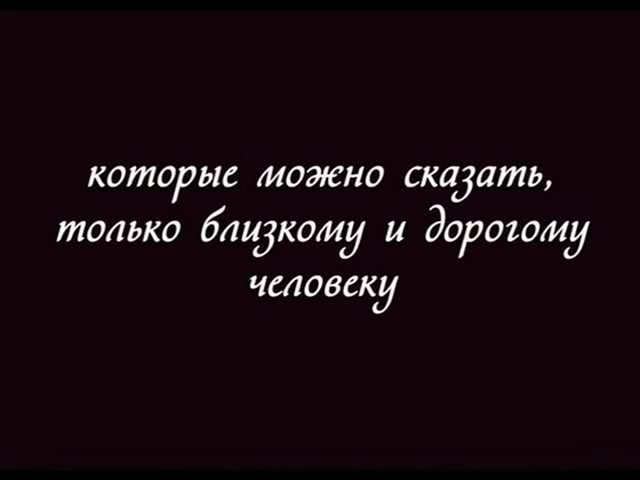 которые можно сказать,
только близкому и дорогому
человеку